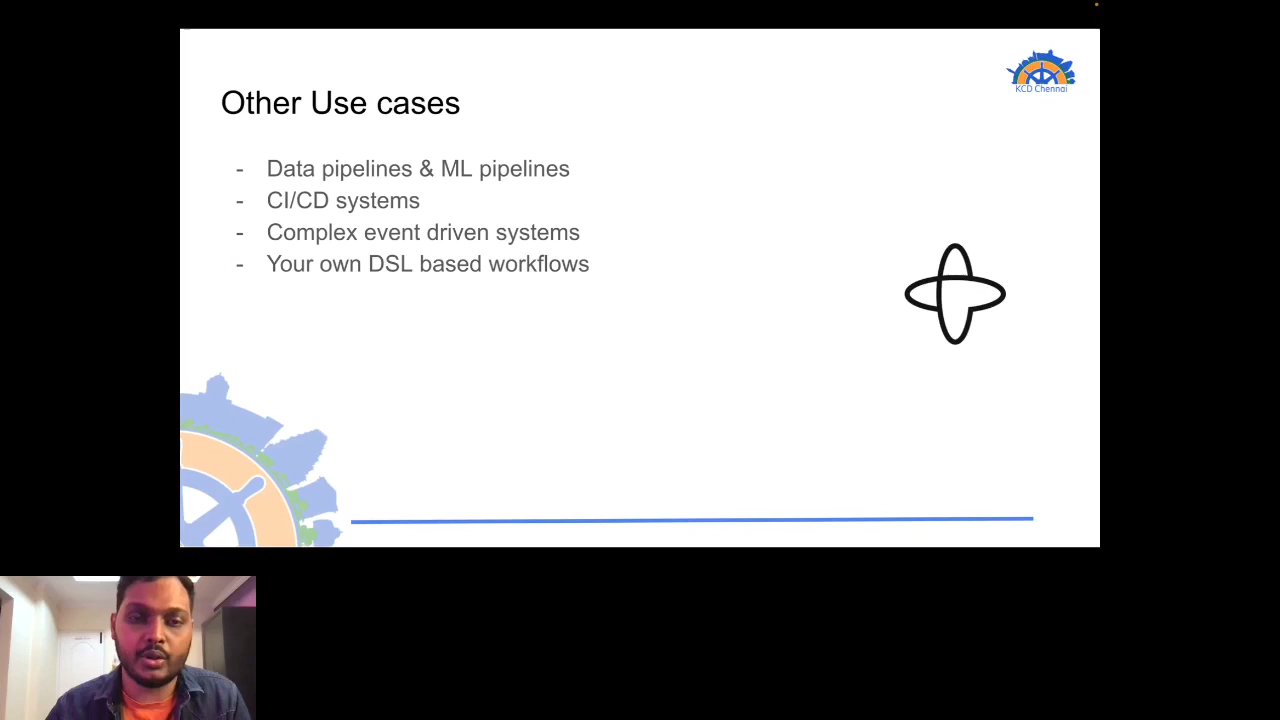 KCD Chennai
Other Use cases
- Data pipelines & ML pipelines
- CI/CD systems
- Complex event driven systems
- Your own DSL based workflows